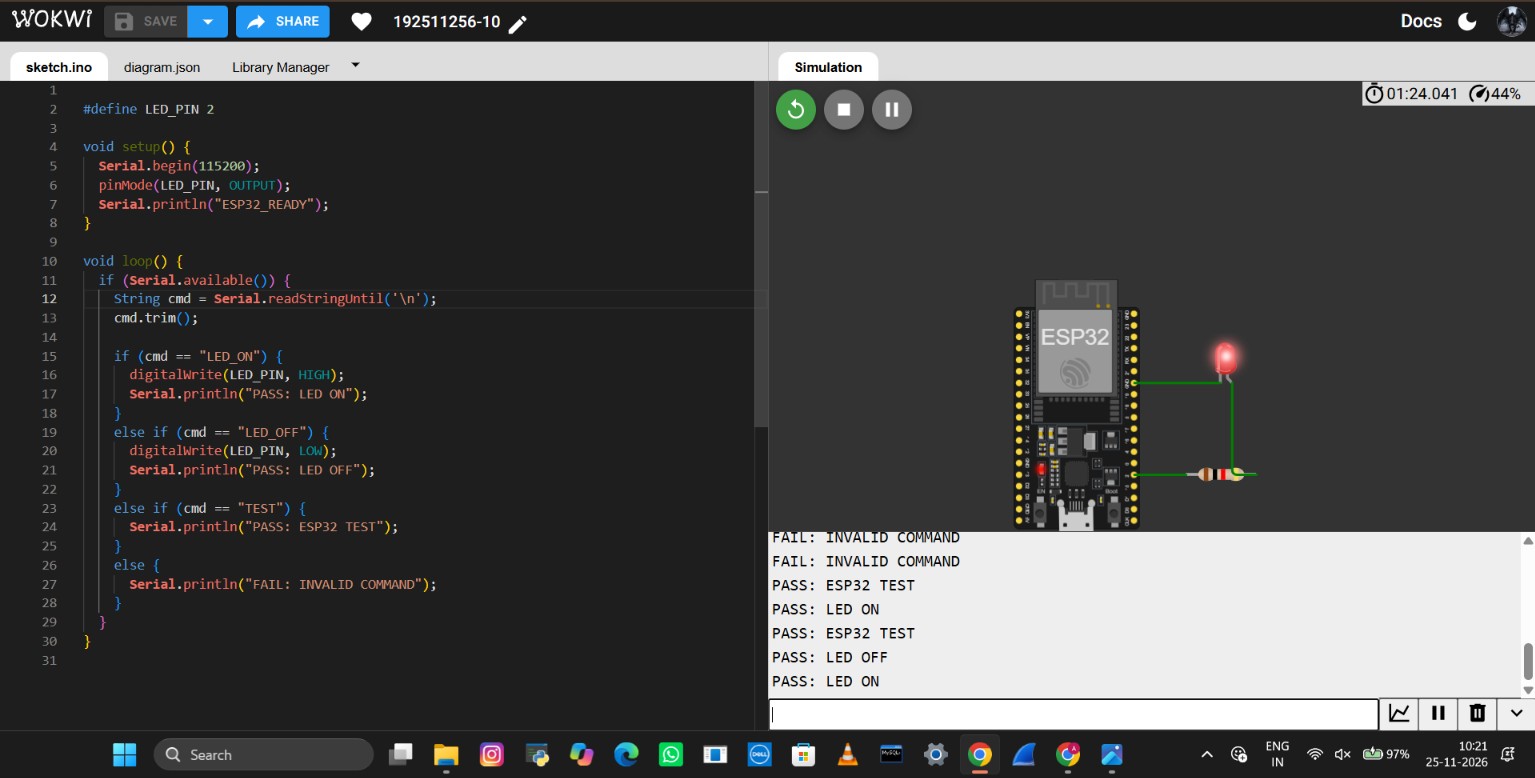 WOKWI
SAVE
SHARE
192511256-10
Docs
sketch.ino
diagram.json
Library Manager
Simulation
1
2 #define LED_PIN 2
3
4 void setup() {
5 Serial.begin(115200);
6 pinMode(LED_PIN, OUTPUT);
7 Serial.println("ESP32_READY");
8 }
9
10 void loop() {
11 if (Serial.available()) {
12 String cmd = Serial.readStringUntil('\n');
13 cmd.trim();
14
15 if (cmd == "LED_ON") {
16 digitalWrite(LED_PIN, HIGH);
17 Serial.println("PASS: LED ON");
18 }
19 else if (cmd == "LED_OFF") {
20 digitalWrite(LED_PIN, LOW);
21 Serial.println("PASS: LED OFF");
22 }
23 else if (cmd == "TEST") {
24 Serial.println("PASS: ESP32 TEST");
25 }
26 else {
27 Serial.println("FAIL: INVALID COMMAND");
28 }
29 }
30 }
31
01:24.041 44%
ESP32
FAIL: INVALID COMMAND
FAIL: INVALID COMMAND
PASS: ESP32 TEST
PASS: LED ON
PASS: ESP32 TEST
PASS: LED OFF
PASS: LED ON
Search
DELL
MySQL
ENG
IN
97%
10:21
25-11-2026